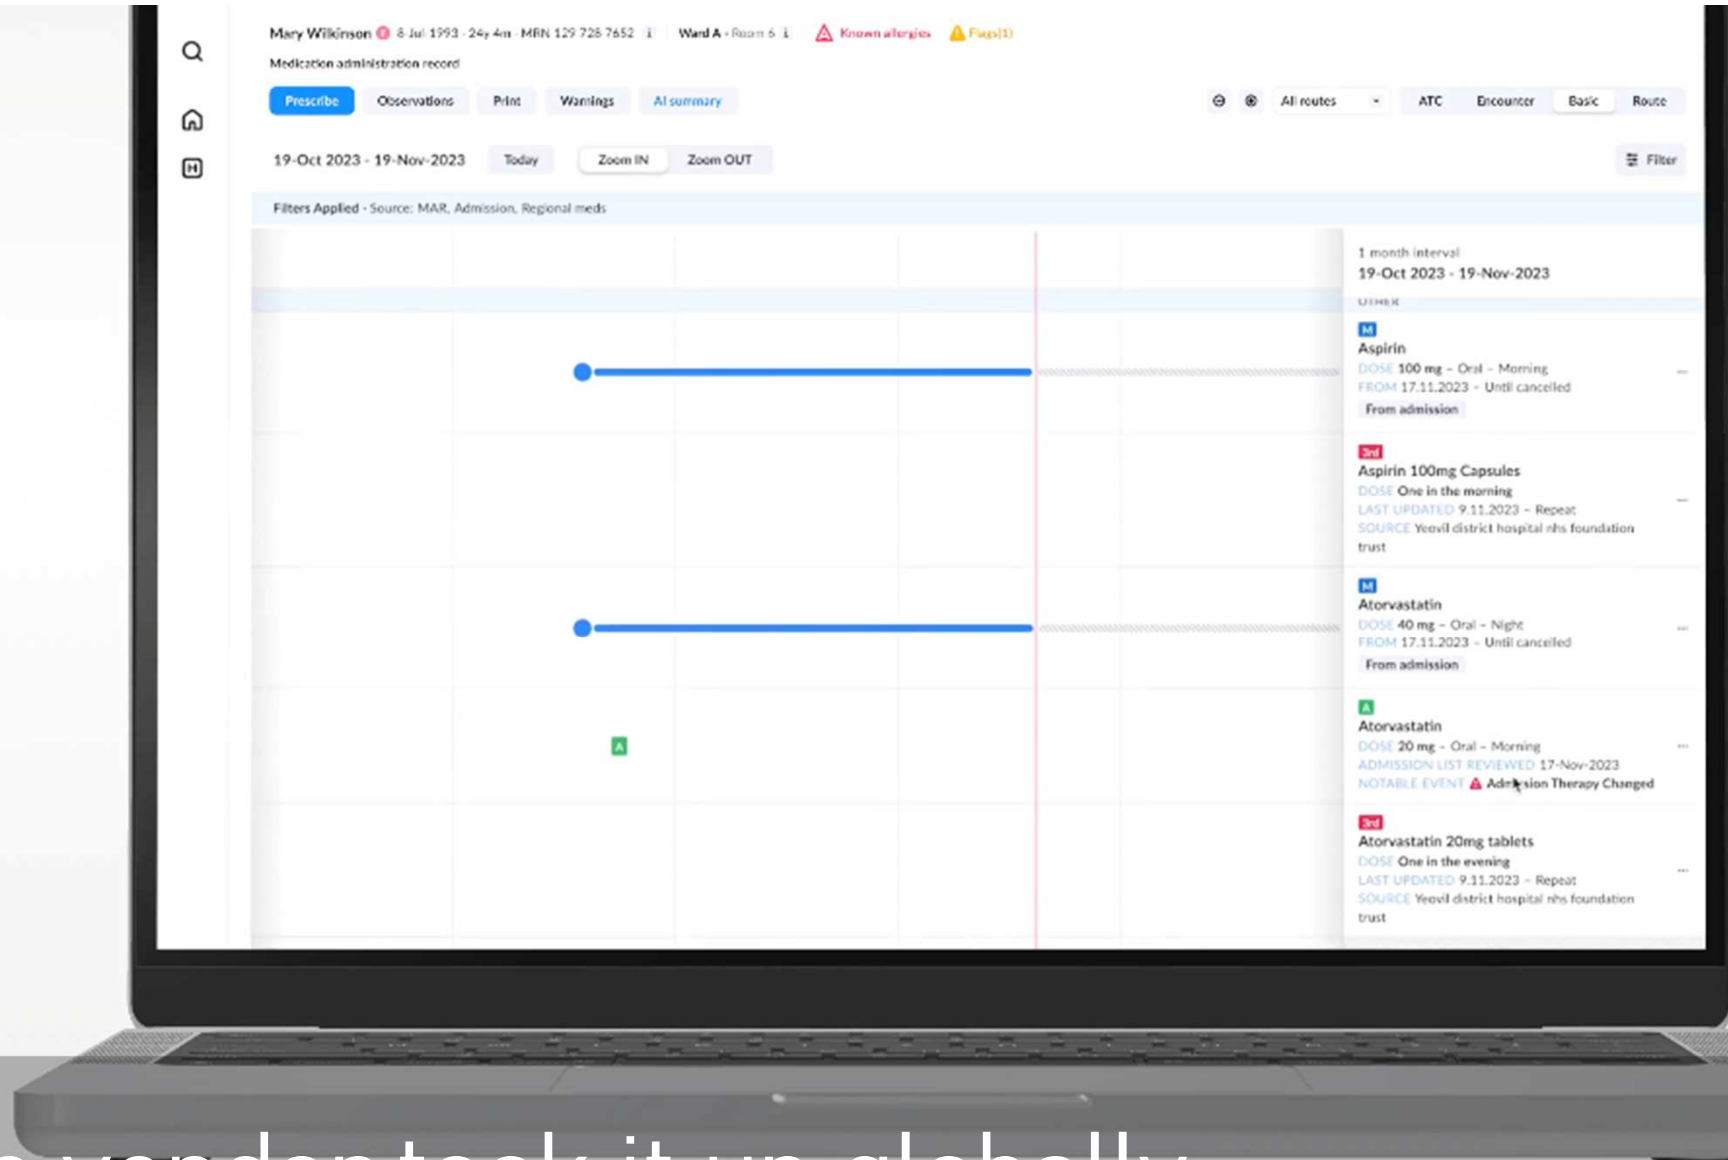 Mary Wilkinson 8-Jul 1993 - 24y 4m - MRN 129 728 7652 i Ward A - Room 6 i Known allergies Flags(1)
Medication administration record
Prescribe Observations Print Warnings AI summary All routes ATC Encounter Basic Route
19-Oct 2023 - 19-Nov-2023 Today Zoom IN Zoom OUT Filter
Filters Applied - Source: MAR, Admission, Regional meds
1 month interval
19-Oct 2023 - 19-Nov-2023
OTHER
M
Aspirin
DOSE 100 mg – Oral – Morning
FROM 17.11.2023 – Until cancelled
From admission
3rd
Aspirin 100mg Capsules
DOSE One in the morning
LAST UPDATED 9.11.2023 – Repeat
SOURCE Yeovil district hospital nhs foundation
trust
M
Atorvastatin
DOSE 40 mg – Oral – Night
FROM 17.11.2023 – Until cancelled
From admission
A
Atorvastatin
DOSE 20 mg – Oral – Morning
A
ADMISSION LIST REVIEWED 17-Nov-2023
NOTABLE EVENT Admission Therapy Changed
3rd
Atorvastatin 20mg tablets
DOSE One in the evening
LAST UPDATED 9.11.2023 – Repeat
SOURCE Yeovil district hospital nhs foundation
trust
vendor took it up globally